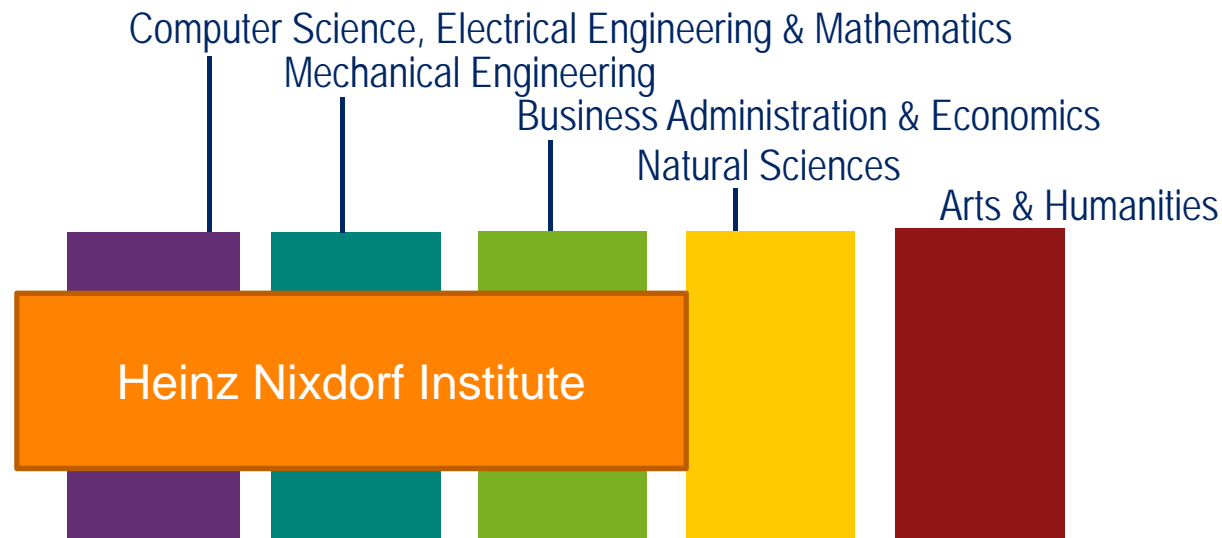 Computer Science, Electrical Engineering & Mathematics
Mechanical Engineering
Business Administration & Economics
Natural Sciences
Arts & Humanities
Heinz Nixdorf Institute